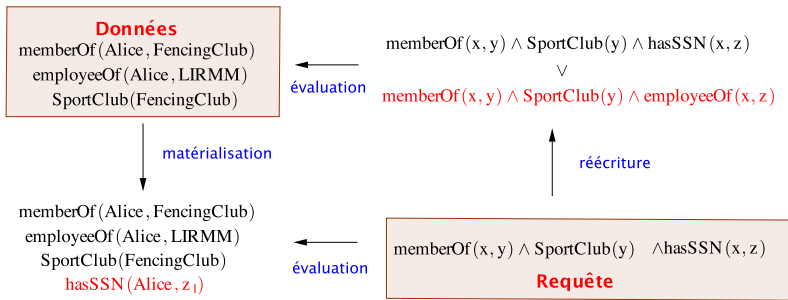 Données
memberOf(Alice, FencingClub)
employeeOf(Alice, LIRMM)
SportClub(FencingClub)
memberOf(x, y) ∧ SportClub(y) ∧ hasSSN(x, z)
∨
memberOf(x, y) ∧ SportClub(y) ∧ employeeOf(x, z)
évaluation
matérialisation
réécriture
memberOf(Alice, FencingClub)
employeeOf(Alice, LIRMM)
SportClub(FencingClub)
hasSSN(Alice, z₁)
évaluation
memberOf(x, y) ∧ SportClub(y) ∧hasSSN(x, z)
Requête